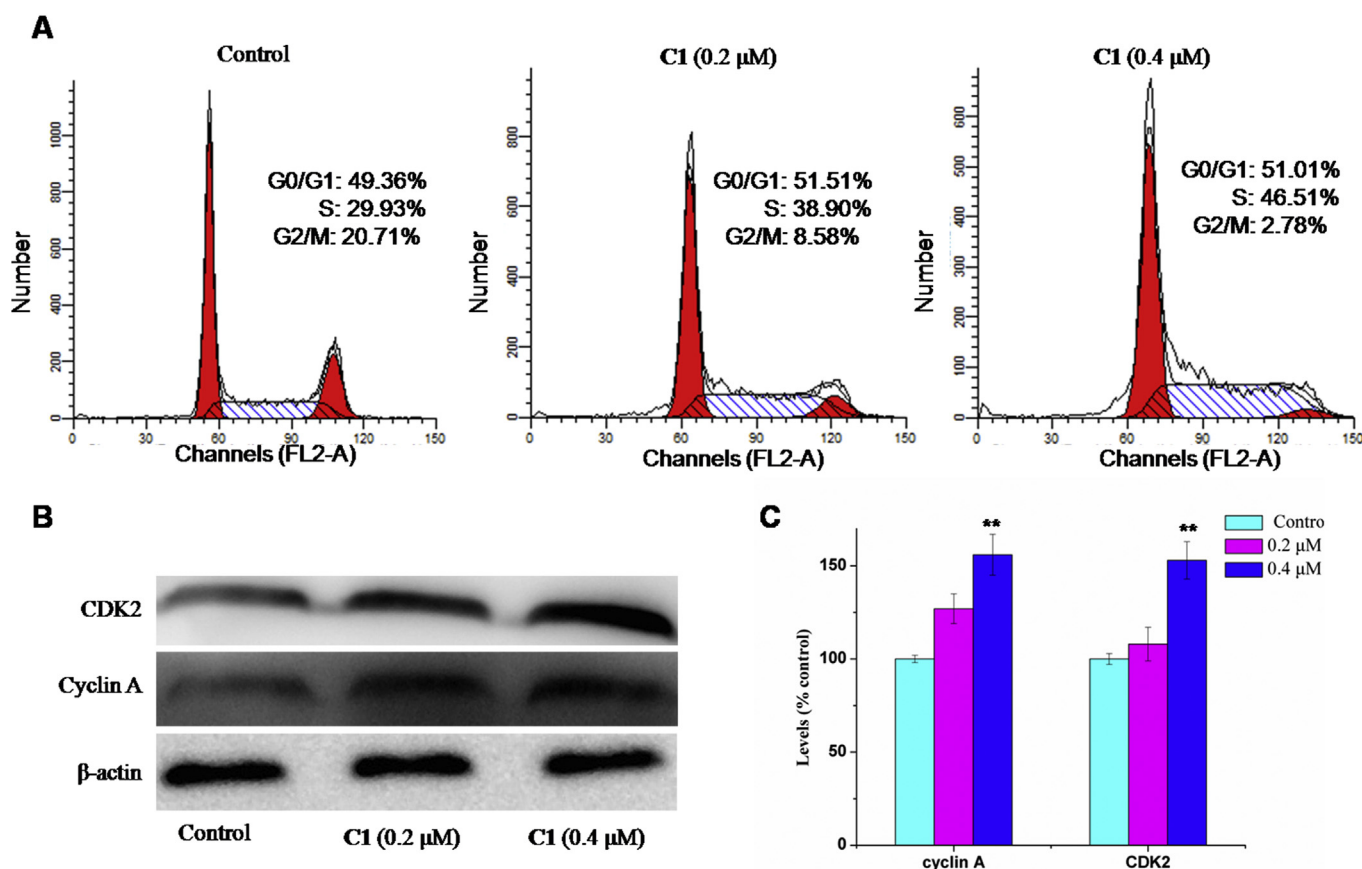 A
Control
1000
800
600
400
200
0
Number
G0/G1: 49.36%
S: 29.93%
G2/M: 20.71%
0 30 60 90 120 150
Channels (FL2-A)
C1 (0.2 μM)
800
600
400
200
0
Number
G0/G1: 51.51%
S: 38.90%
G2/M: 8.58%
0 30 60 90 120 150
Channels (FL2-A)
C1 (0.4 μM)
600
500
400
300
200
100
0
Number
G0/G1: 51.01%
S: 46.51%
G2/M: 2.78%
0 30 60 90 120 150
Channels (FL2-A)
B
CDK2
Cyclin A
β-actin
Control C1 (0.2 μM) C1 (0.4 μM)
C
** **
Contro
0.2 μM
0.4 μM
150
100
50
0
Levels (% control)
cyclin A CDK2